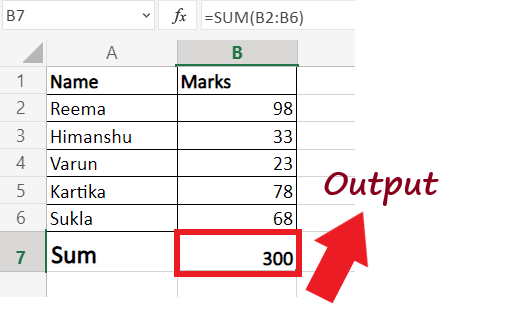 B7 fx =SUM(B2:B6)
A B
1 Name Marks
2 Reema 98
3 Himanshu 33
4 Varun 23
5 Kartika 78
Output
6 Sukla 68
7 Sum 300